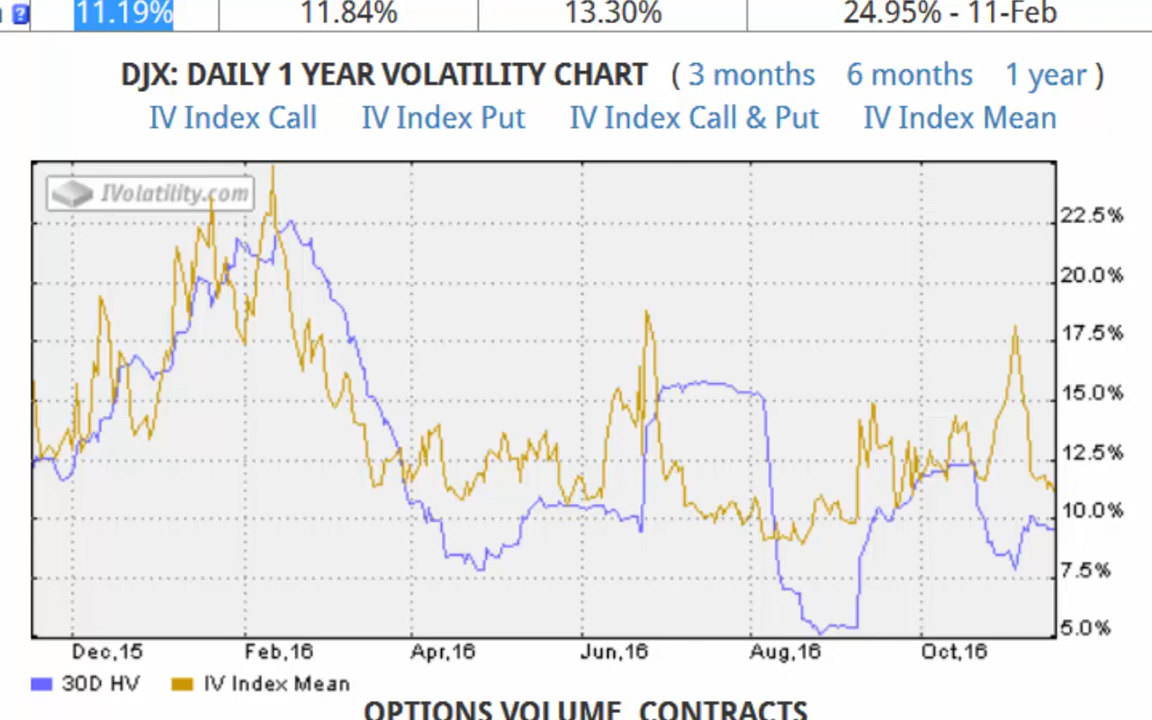 11.19% 11.84% 13.30% 24.95% - 11-Feb
DJX: DAILY 1 YEAR VOLATILITY CHART ( 3 months 6 months 1 year )
IV Index Call IV Index Put IV Index Call & Put IV Index Mean
IVolatility.com
22.5%
20.0%
17.5%
15.0%
12.5%
10.0%
7.5%
5.0%
Dec,15 Feb,16 Apr,16 Jun,16 Aug,16 Oct,16
30D HV IV Index Mean
OPTIONS VOLUME, CONTRACTS